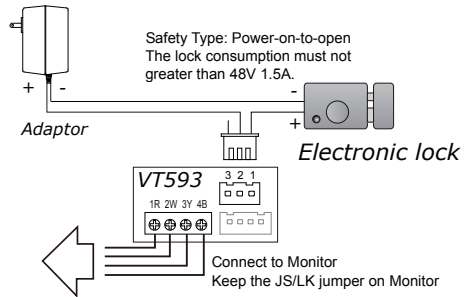 Safety Type: Power-on-to-open
The lock consumption must not
greater than 48V 1.5A.
+ -
-
+
Adaptor
Electronic lock
VT593
3 2 1
1R 2W 3Y 4B
Connect to Monitor
Keep the JS/LK jumper on Monitor